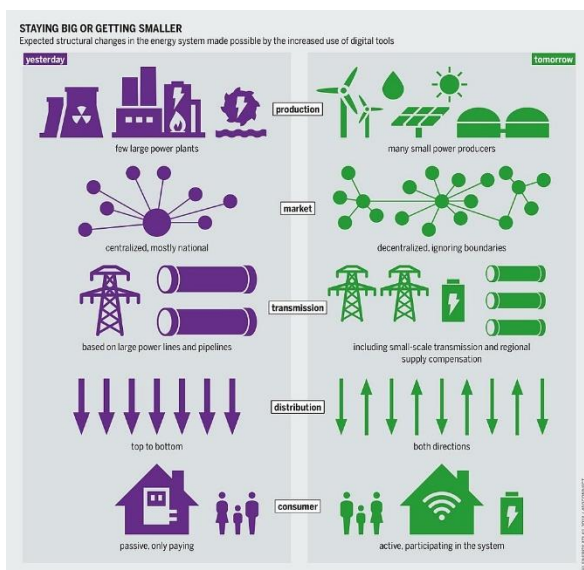 STAYING BIG OR GETTING SMALLER
Expected structural changes in the energy system made possible by the increased use of digital tools
yesterday
tomorrow
production
few large power plants
many small power producers
market
centralized, mostly national
decentralized, ignoring boundaries
transmission
based on large power lines and pipelines
including small-scale transmission and regional
supply compensation
distribution
top to bottom
both directions
consumer
passive, only paying
active, participating in the system